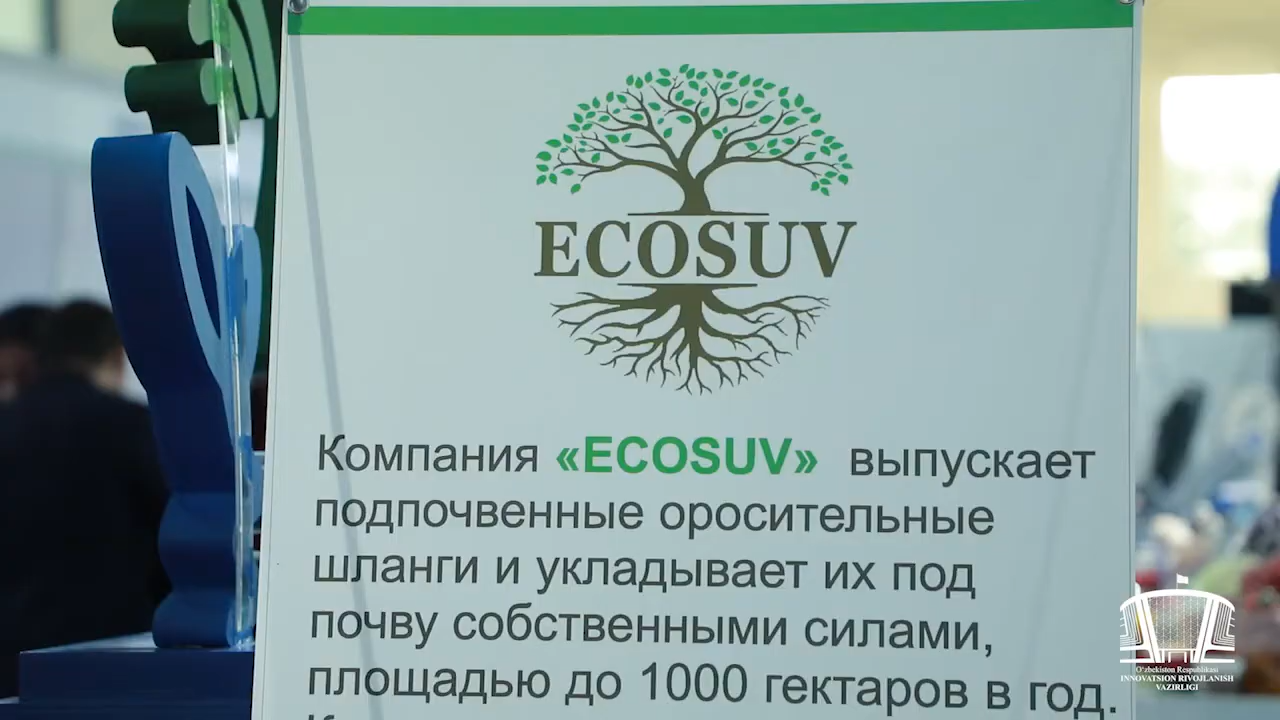 ECOSUV
Компания «ECOSUV» выпускает
подпочвенные оросительные
шланги и укладывает их под
почву собственными силами,
площадью до 1000 гектаров в год.
O'zbekiston Respublikasi
INNOVATSION RIVOJLANISH
VAZIRLIGI